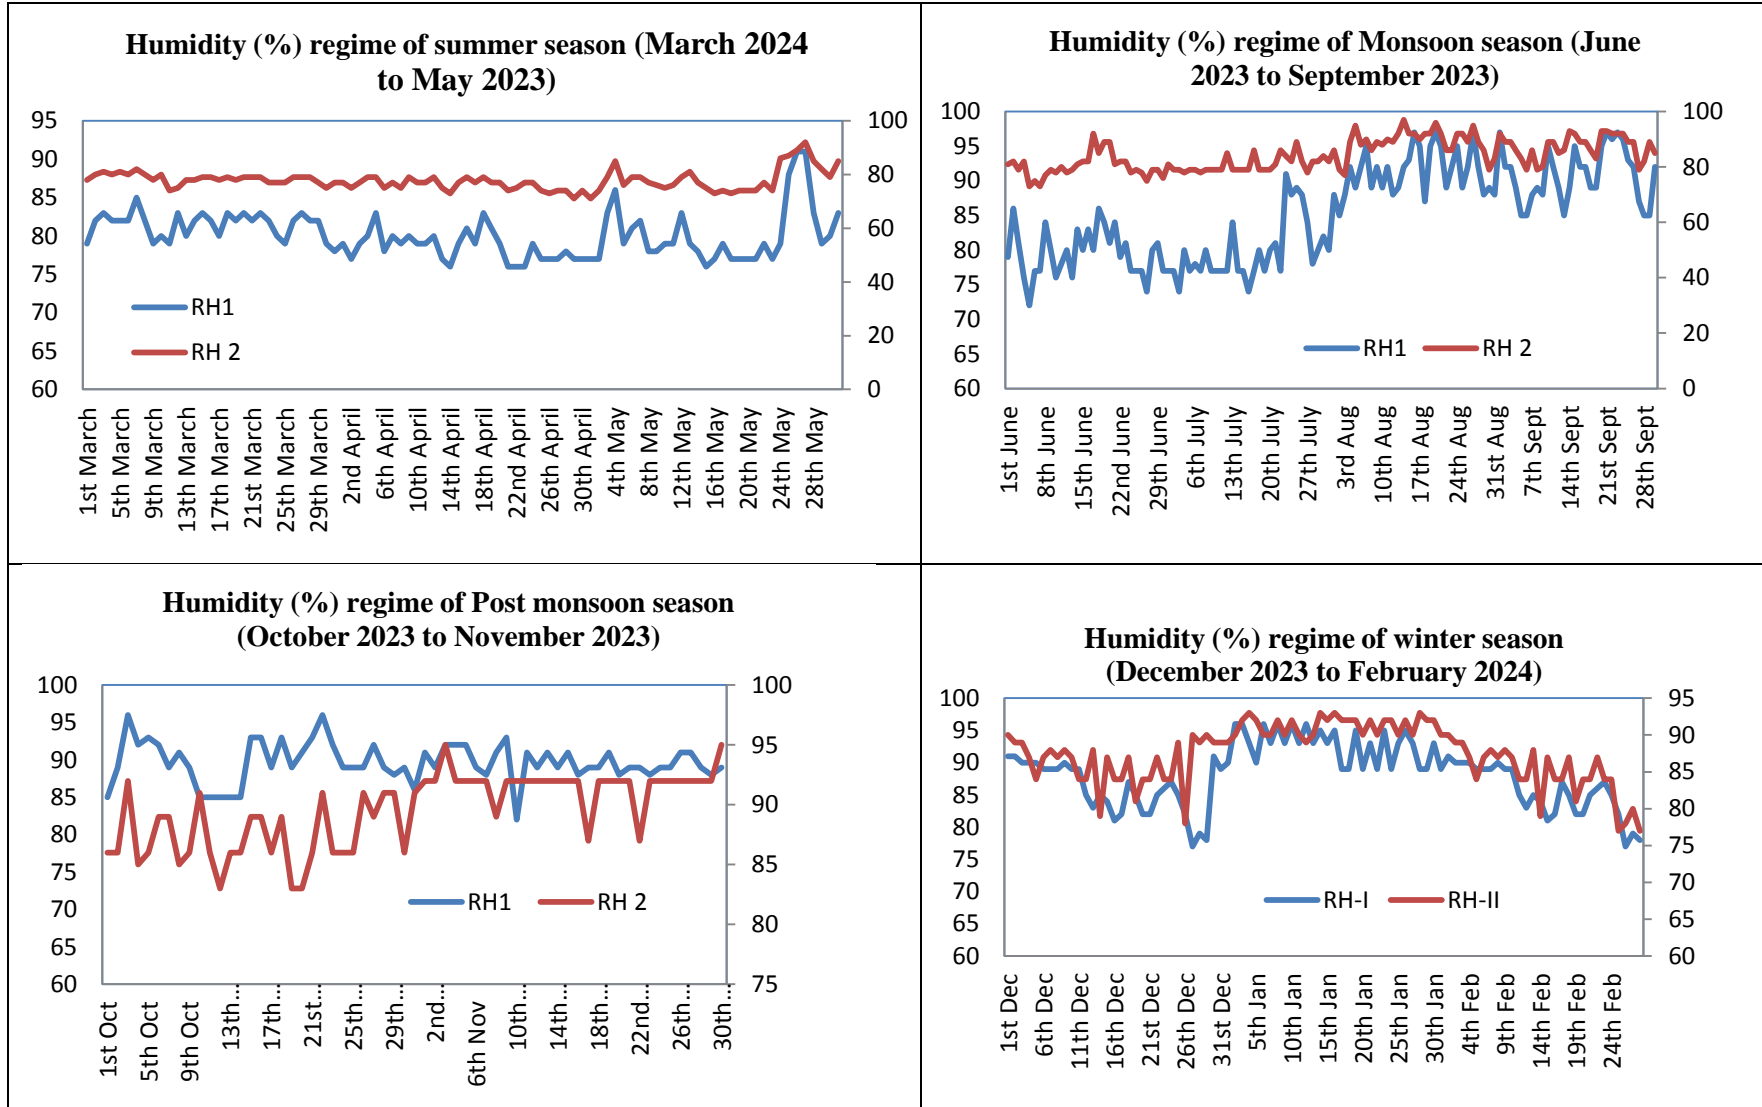 Humidity (%) regime of summer season (March 2024
to May 2023)
95
90
85
80
75
70
65
60
100
80
60
40
20
0
RH1
RH 2
1st March
5th March
9th March
13th March
17th March
21st March
25th March
29th March
2nd April
6th April
10th April
14th April
18th April
22nd April
26th April
30th April
4th May
8th May
12th May
16th May
20th May
24th May
28th May
Humidity (%) regime of Monsoon season (June
2023 to September 2023)
100
95
90
85
80
75
70
65
60
100
80
60
40
20
0
RH1
RH 2
1st June
8th June
15th June
22nd June
29th June
6th July
13th July
20th July
27th July
3rd Aug
10th Aug
17th Aug
24th Aug
31st Aug
7th Sept
14th Sept
21st Sept
28th Sept
Humidity (%) regime of Post monsoon season
(October 2023 to November 2023)
100
95
90
85
80
75
70
65
60
100
95
90
85
80
75
RH1
RH 2
1st Oct
5th Oct
9th Oct
13th...
17th...
21st...
25th...
29th...
2nd...
6th Nov
10th...
14th...
18th...
22nd...
26th...
30th...
Humidity (%) regime of winter season
(December 2023 to February 2024)
100
95
90
85
80
75
70
65
60
95
90
85
80
75
70
65
60
RH-I
RH-II
1st Dec
6th Dec
11th Dec
16th Dec
21st Dec
26th Dec
31st Dec
5th Jan
10th Jan
15th Jan
20th Jan
25th Jan
30th Jan
4th Feb
9th Feb
14th Feb
19th Feb
24th Feb